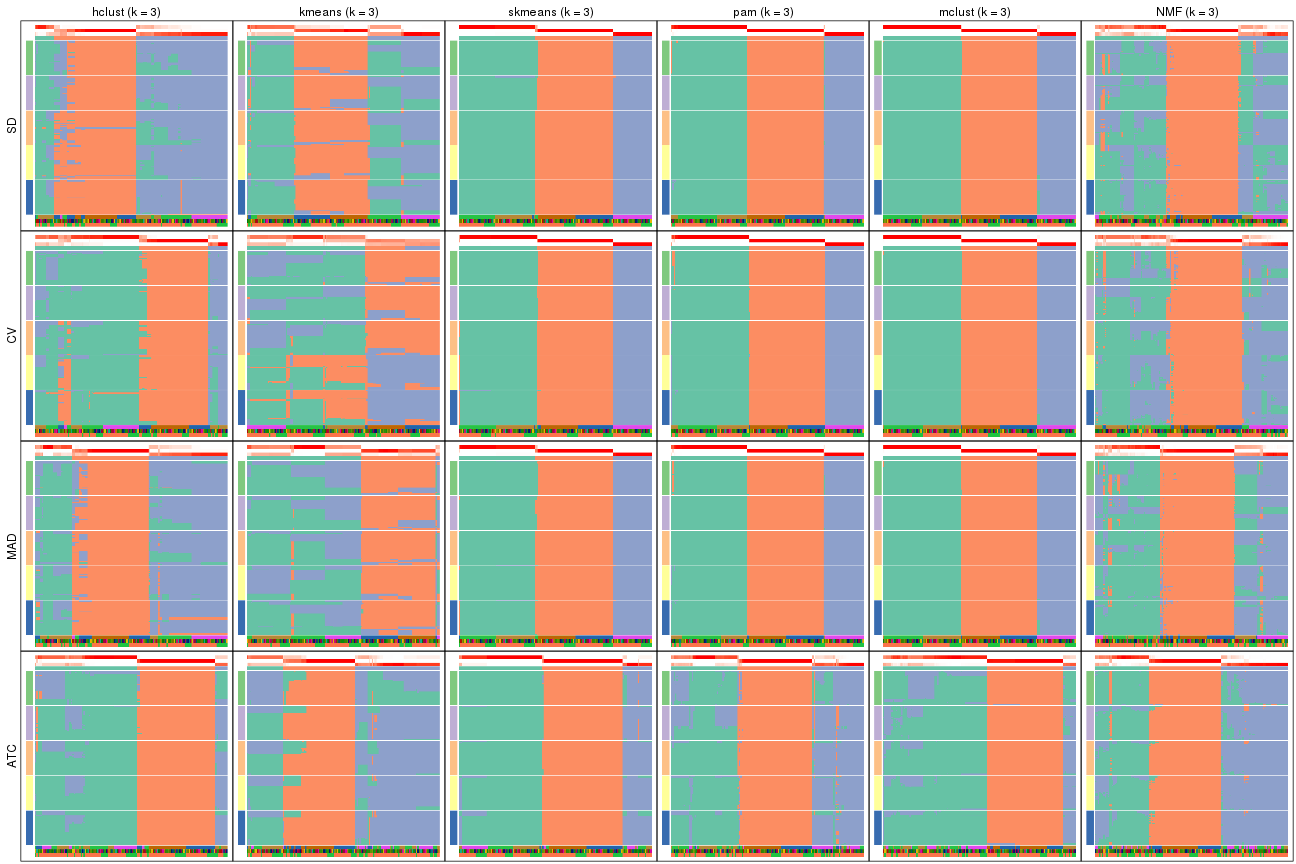 hclust (k = 3)
kmeans (k = 3)
skmeans (k = 3)
pam (k = 3)
mclust (k = 3)
NMF (k = 3)
SD
CV
MAD
ATC